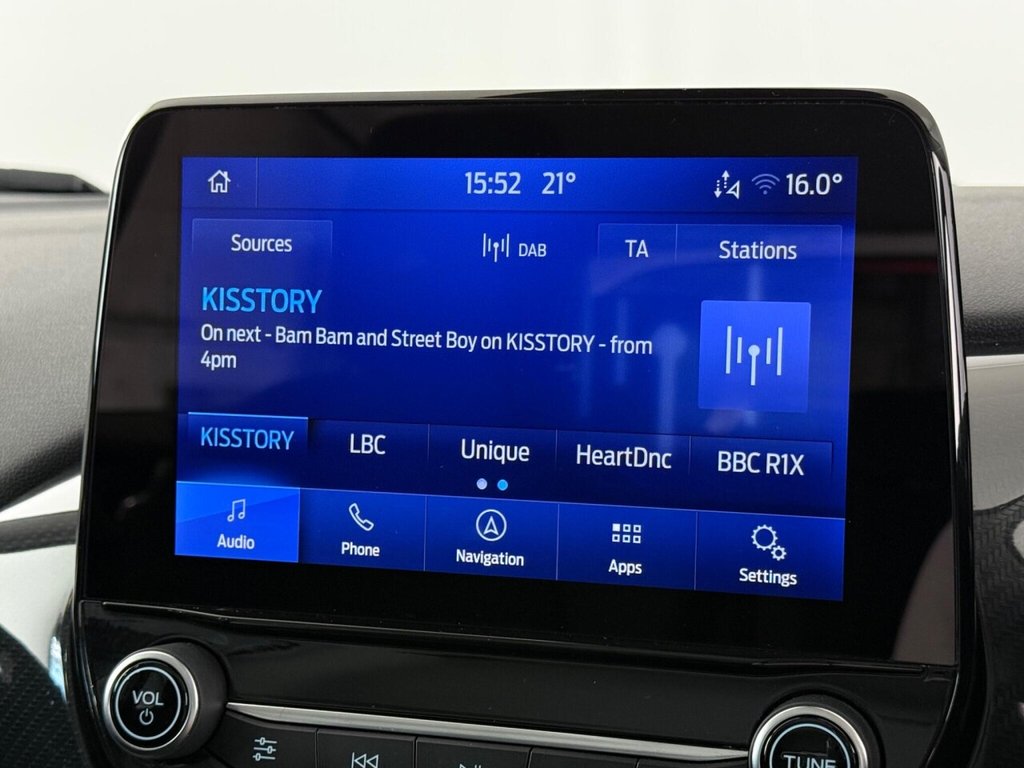 15:52 21° 16.0°
Sources DAB TA Stations
KISSTORY
On next - Bam Bam and Street Boy on KISSTORY - from
4pm
KISSTORY LBC Unique HeartDnc BBC R1X
Audio Phone Navigation Apps Settings
VOL TUNE